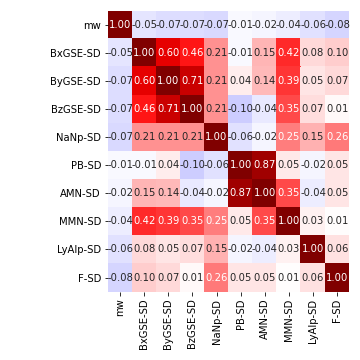 mw 1.00 -0.05 -0.07 -0.07 -0.07 -0.01 -0.02 -0.04 -0.06 -0.08
BxGSE-SD -0.05 1.00 0.60 0.46 0.21 -0.01 0.15 0.42 0.08 0.10
ByGSE-SD -0.07 0.60 1.00 0.71 0.21 0.04 0.14 0.39 0.05 0.07
BzGSE-SD -0.07 0.46 0.71 1.00 0.21 -0.10 -0.04 0.35 0.07 0.01
NaNp-SD -0.07 0.21 0.21 0.21 1.00 -0.06 -0.02 0.25 0.15 0.26
PB-SD -0.01 -0.01 0.04 -0.10 -0.06 1.00 0.87 0.05 -0.02 0.05
AMN-SD -0.02 0.15 0.14 -0.04 -0.02 0.87 1.00 0.35 -0.04 0.05
MMN-SD -0.04 0.42 0.39 0.35 0.25 0.05 0.35 1.00 0.03 0.01
LyAlp-SD -0.06 0.08 0.05 0.07 0.15 -0.02 -0.04 0.03 1.00 0.06
F-SD -0.08 0.10 0.07 0.01 0.26 0.05 0.05 0.01 0.06 1.00
mw BxGSE-SD ByGSE-SD BzGSE-SD NaNp-SD PB-SD AMN-SD MMN-SD LyAlp-SD F-SD